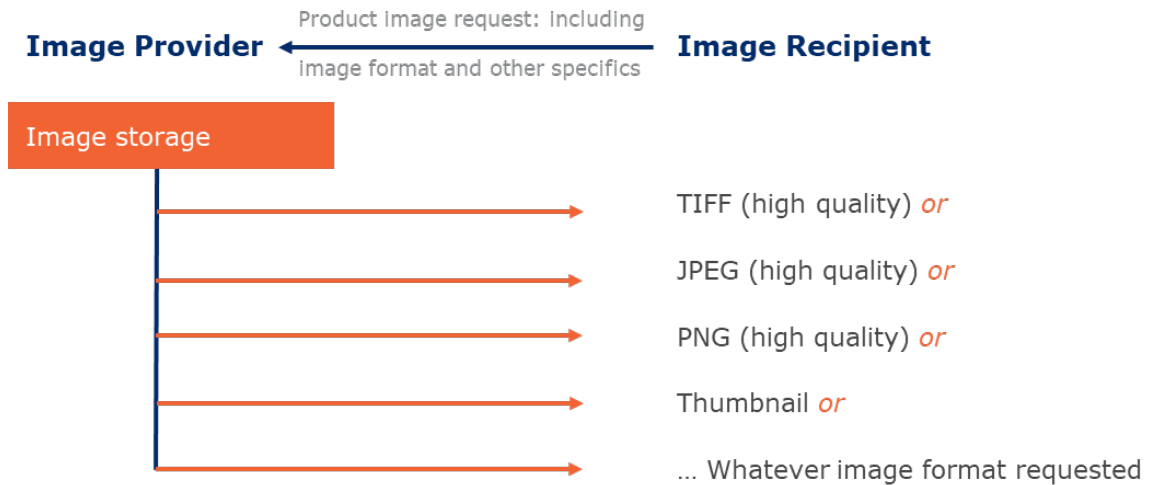 Product image request: including
Image Provider
Image Recipient
image format and other specifics
Image storage
TIFF (high quality) or
JPEG (high quality) or
PNG (high quality) or
Thumbnail or
... Whatever image format requested